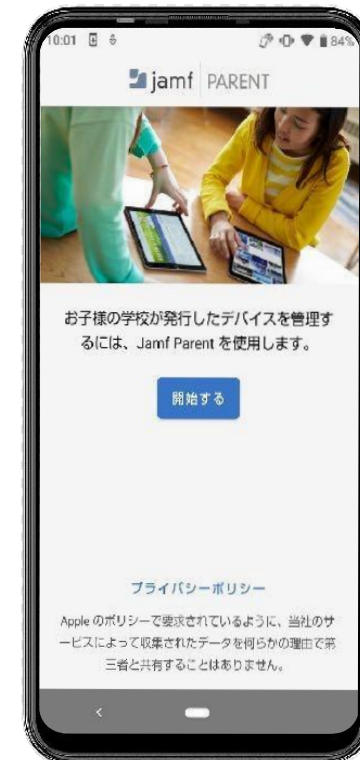 10:01
84%
jamf PARENT
お子様の学校が発行したデバイスを管理す
るには、Jamf Parent を使用します。
開始する
プライバシーポリシー
Apple のポリシーで要求されているように、当社のサ
ービスによって収集されたデータを何らかの理由で第
三者と共有することはありません。